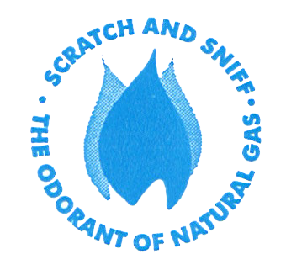 SCRATCH AND SNIFF •
THE ODORANT OF NATURAL GAS •